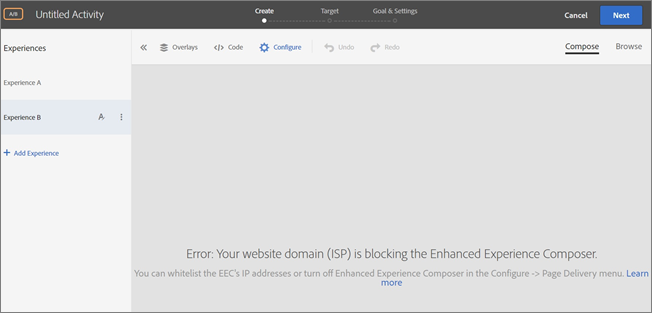 A/B Untitled Activity Create Target Goal & Settings Cancel Next
Experiences
Overlays Code Configure Undo Redo Compose Browse
Experience A
Experience B
+ Add Experience
Error: Your website domain (ISP) is blocking the Enhanced Experience Composer.
You can whitelist the EEC's IP addresses or turn off Enhanced Experience Composer in the Configure -> Page Delivery menu. Learn
more